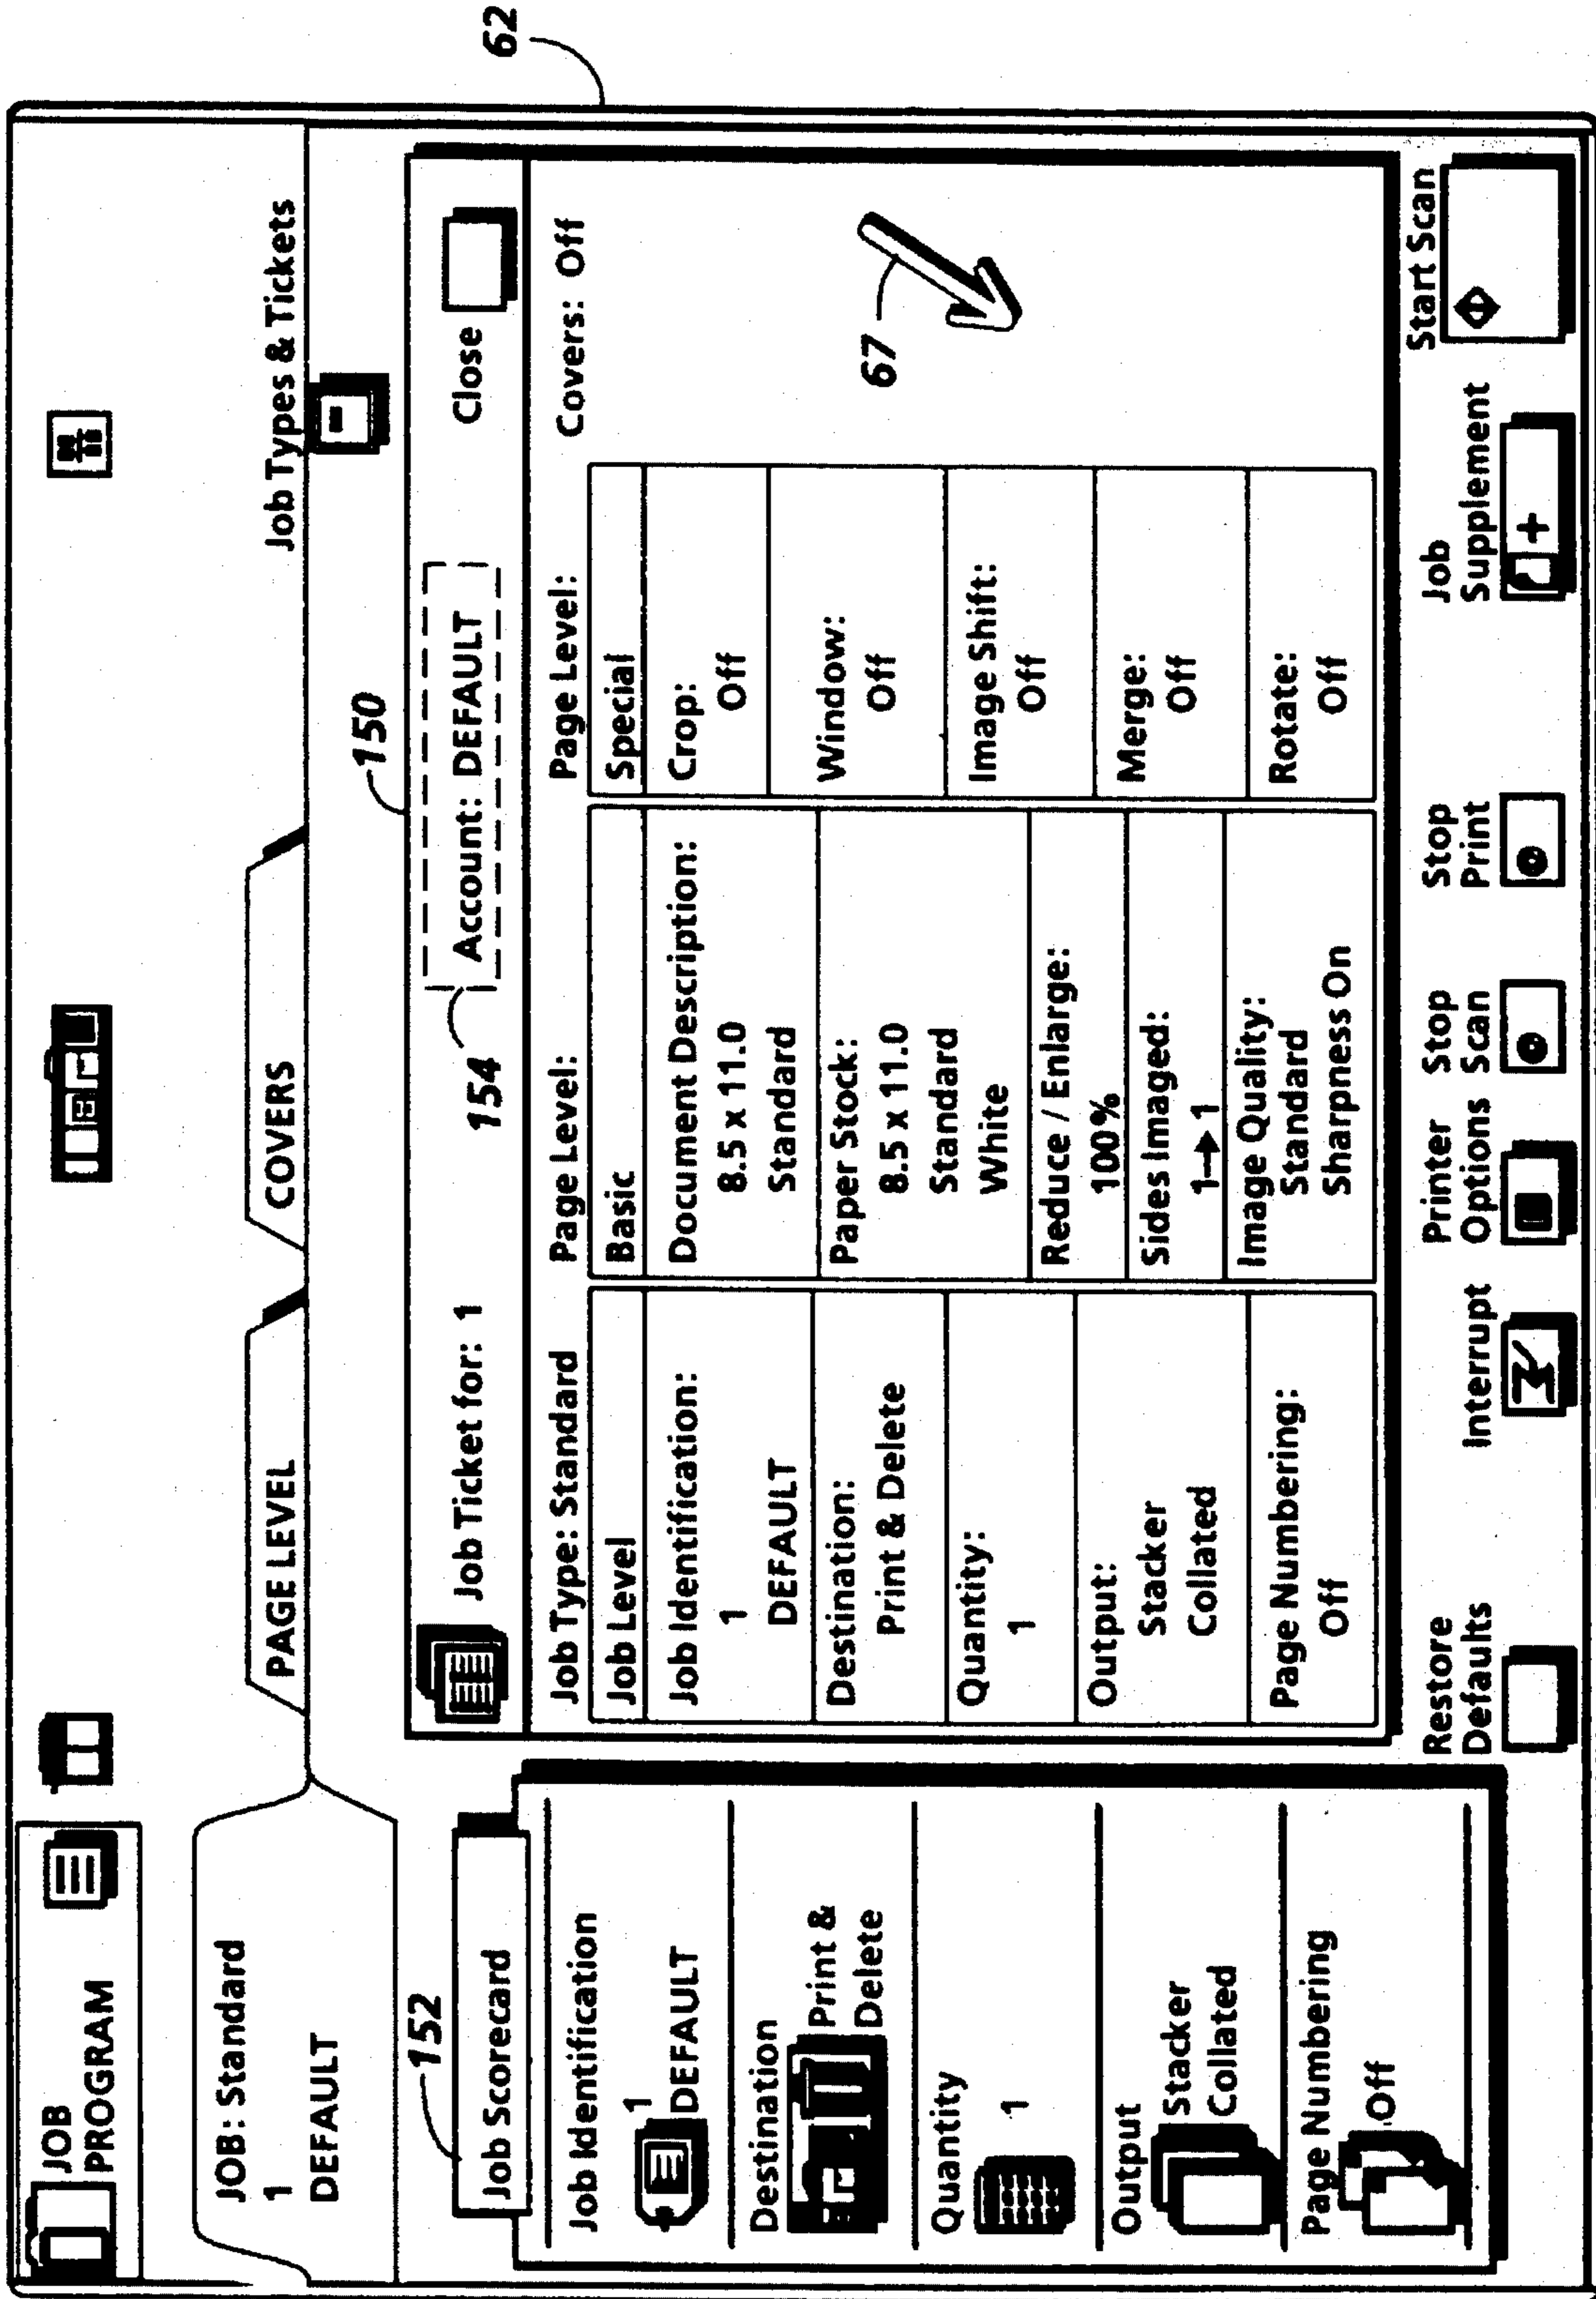 62
JOB
PROGRAM
JOB: Standard
1
DEFAULT
PAGE LEVEL
COVERS
Job Types & Tickets
152
150
Job Scorecard
Job Identification
1
DEFAULT
Destination
Print &
Delete
Quantity
1
Output
Stacker
Collated
Page Numbering
Off
Job Ticket for: 1
154
Account: DEFAULT
Close
Job Type: Standard
Job Level
Job Identification:
1
DEFAULT
Destination:
Print & Delete
Quantity:
1
Output:
Stacker
Collated
Page Numbering:
Off
Page Level:
Basic
Document Description:
8.5 x 11.0
Standard
Paper Stock:
8.5 x 11.0
Standard
White
Reduce / Enlarge:
100%
Sides Imaged:
1→1
Image Quality:
Standard
Sharpness On
Page Level:
Special
Crop:
Off
Window:
Off
Image Shift:
Off
Merge:
Off
Rotate:
Off
Covers: Off
67
Restore
Defaults
Interrupt
Printer
Options
Stop
Scan
Stop
Print
Job
Supplement
Start Scan